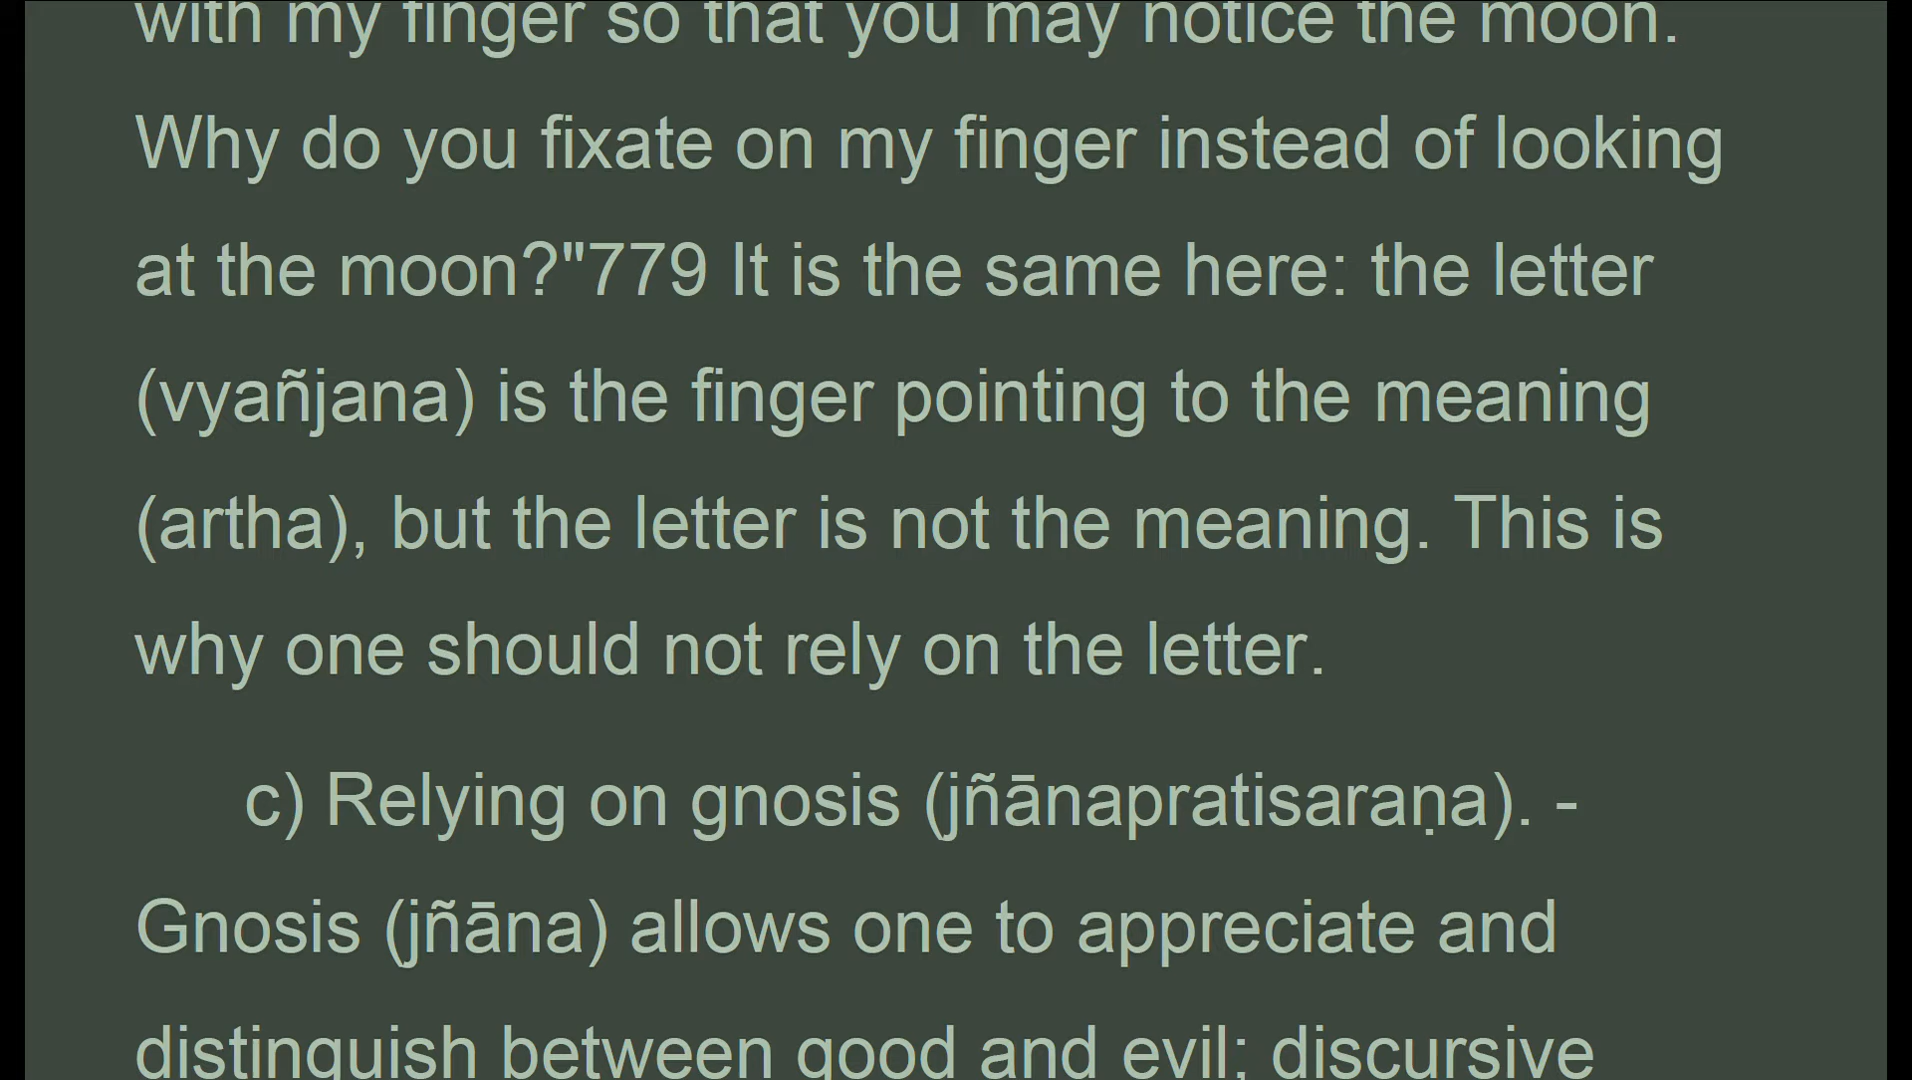 with my finger so that you may notice the moon.
Why do you fixate on my finger instead of looking
at the moon?"779 It is the same here: the letter
(vyañjana) is the finger pointing to the meaning
(artha), but the letter is not the meaning. This is
why one should not rely on the letter.
c) Relying on gnosis (jñānapratisaraṇa). -
Gnosis (jñāna) allows one to appreciate and
distinguish between good and evil; discursive